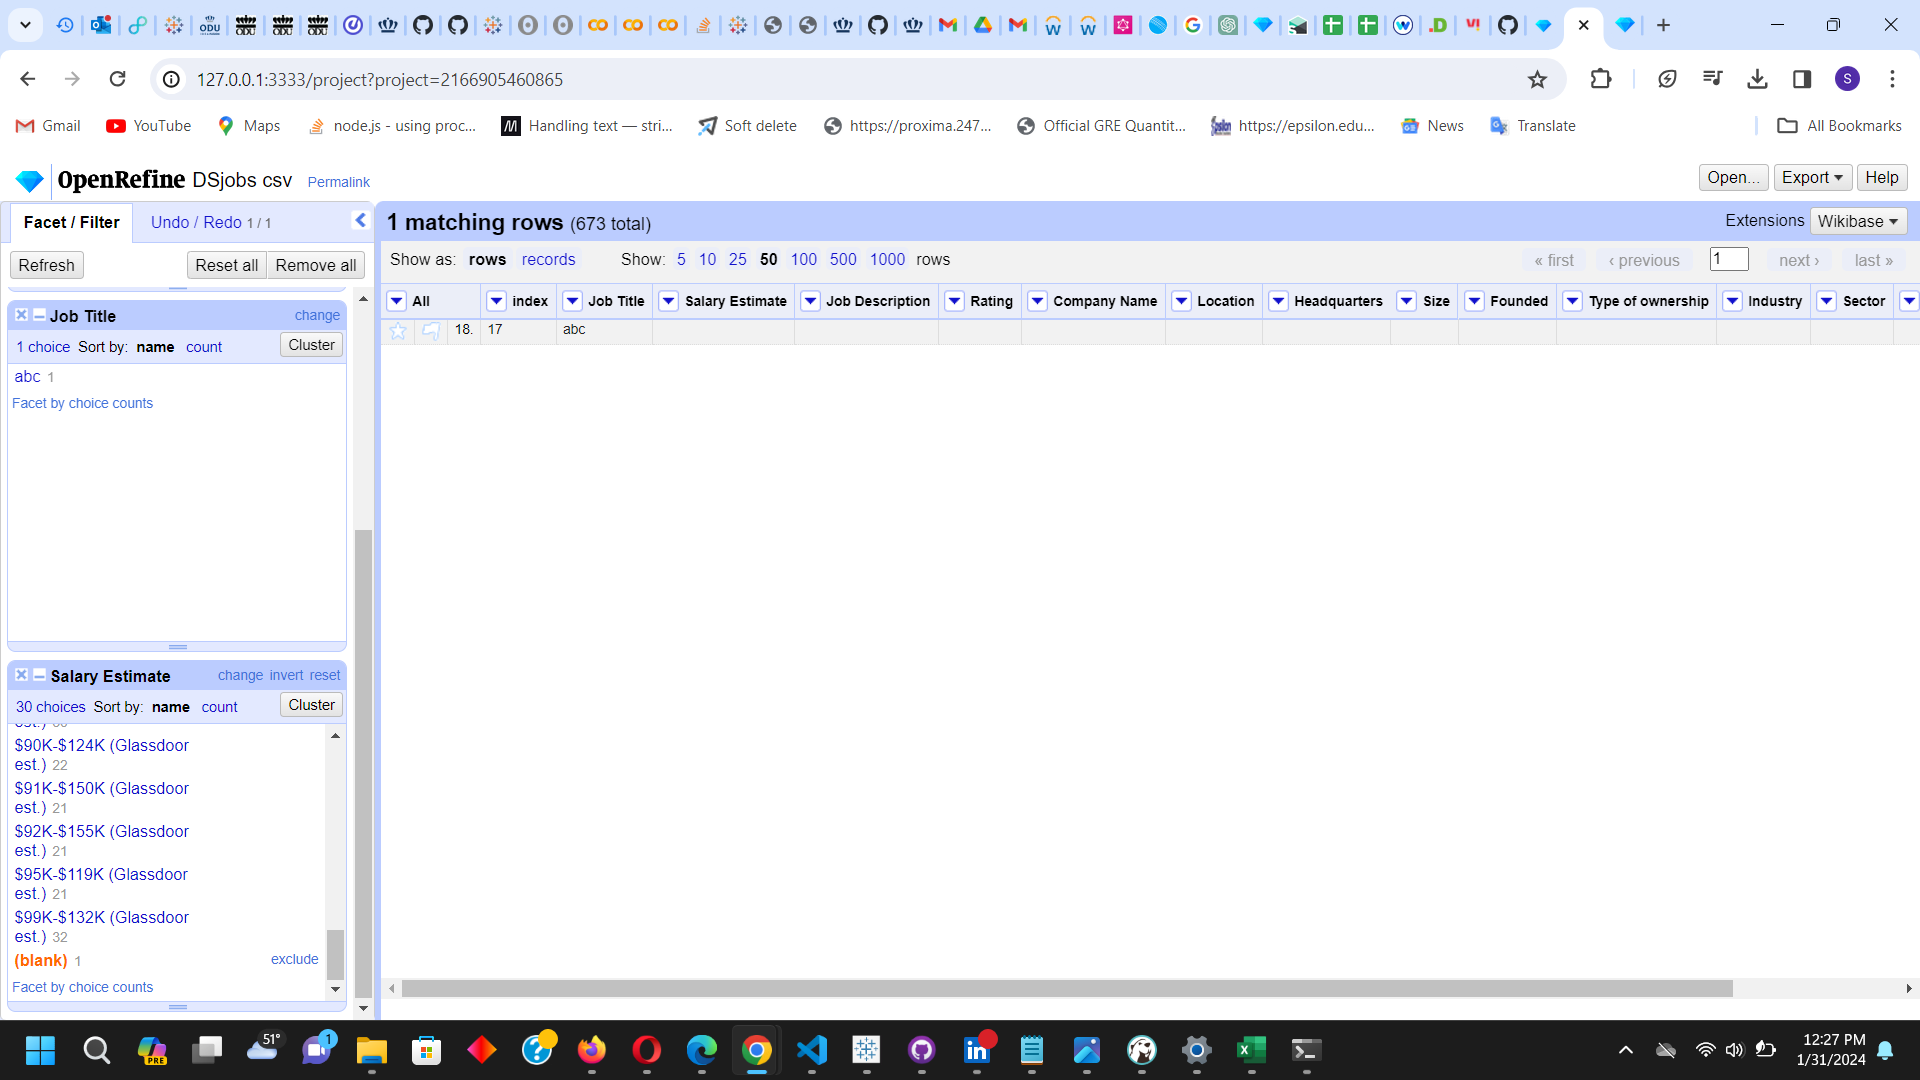 127.0.0.1:3333/project?project=2166905460865
S
Gmail YouTube Maps node.js - using proc... Handling text — stri... Soft delete https://proxima.247... Official GRE Quantit... https://epsilon.edu... News Translate All Bookmarks
OpenRefine DSjobs csv Permalink Open... Export Help
Facet / Filter Undo / Redo 1 / 1
1 matching rows (673 total) Extensions Wikibase
Refresh Reset all Remove all
Show as: rows records Show: 5 10 25 50 100 500 1000 rows « first ‹ previous 1 next › last »
All index Job Title Salary Estimate Job Description Rating Company Name Location Headquarters Size Founded Type of ownership Industry Sector
18. 17 abc
Job Title change
1 choice Sort by: name count Cluster
abc 1
Facet by choice counts
Salary Estimate change invert reset
30 choices Sort by: name count Cluster
$90K-$124K (Glassdoor
est.) 22
$91K-$150K (Glassdoor
est.) 21
$92K-$155K (Glassdoor
est.) 21
$95K-$119K (Glassdoor
est.) 21
$99K-$132K (Glassdoor
est.) 32
(blank) 1 exclude
Facet by choice counts
PRE 51° 1
12:27 PM
1/31/2024